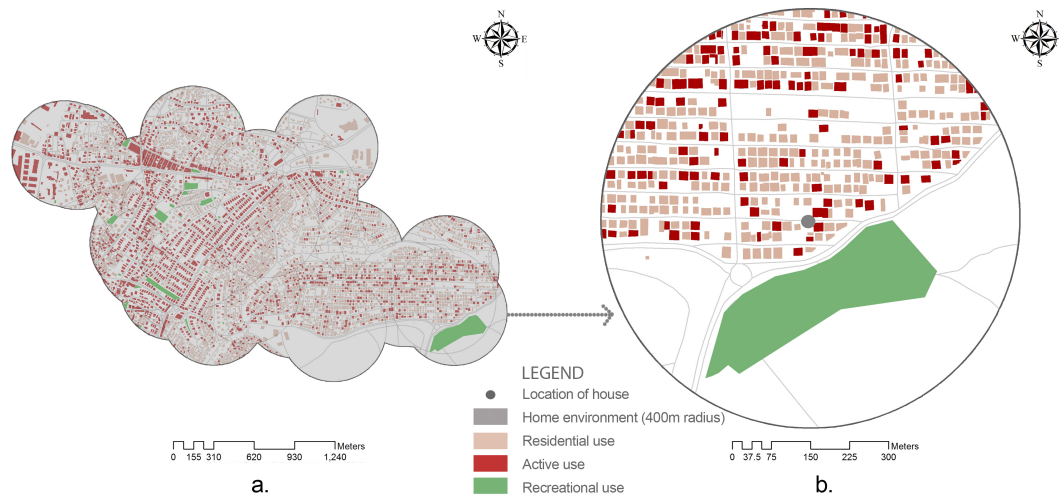 N
W E
S
N
W
S
LEGEND
Location of house
Home environment (400m radius)
Residential use
Active use
Recreational use
Meters
0 155 310 620 930 1,240
Meters
0 37.5 75 150 225 300
a.
b.